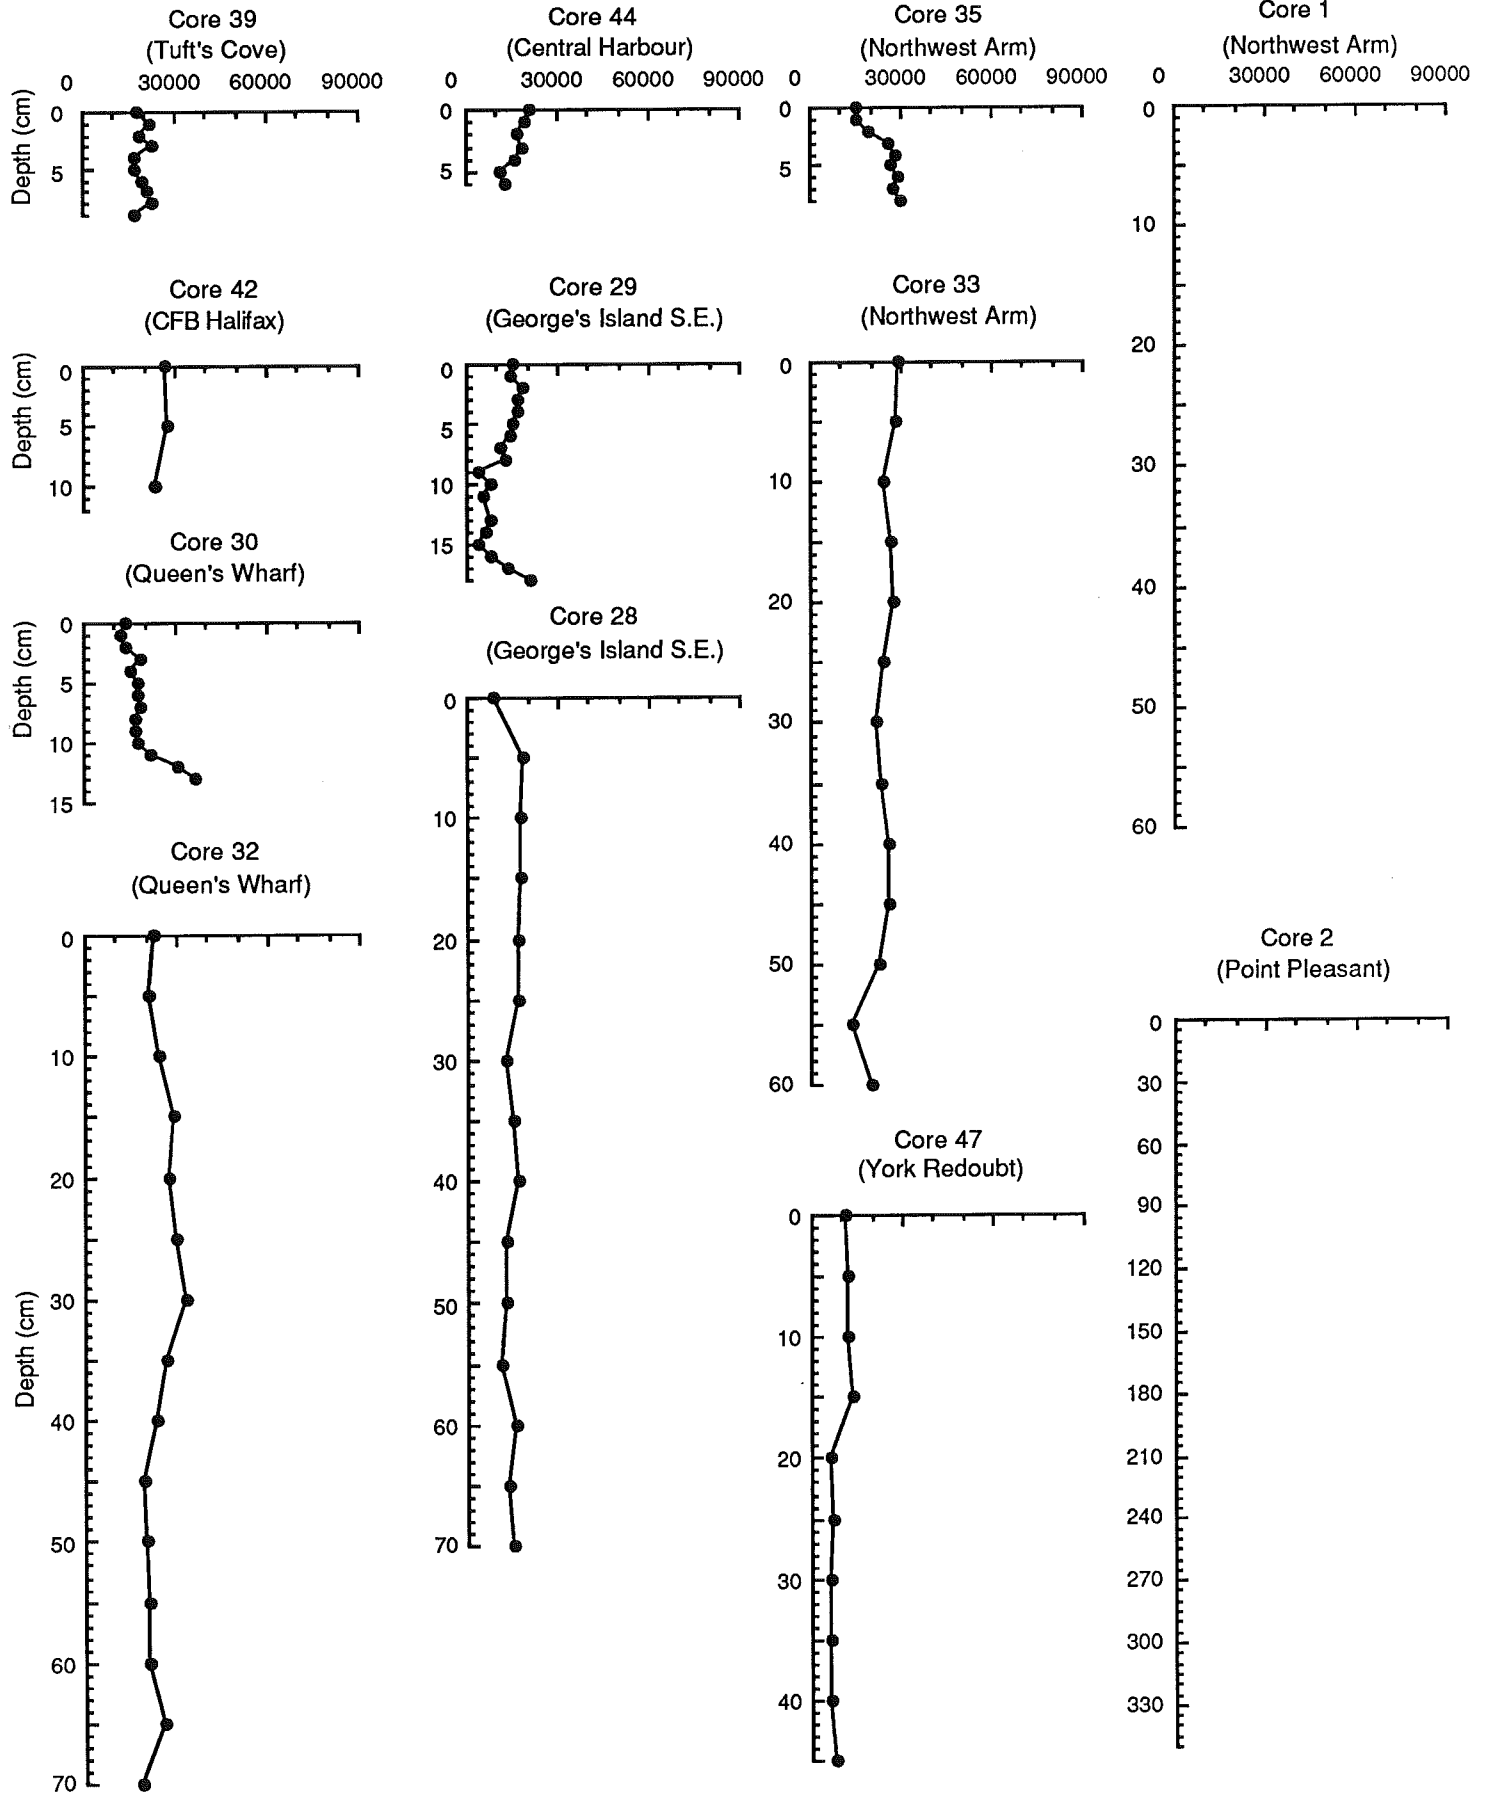 Core 39
(Tuft's Cove)
0 30000 60000 90000
Depth (cm)
0
5
Core 44
(Central Harbour)
0 30000 60000 90000
0
5
Core 35
(Northwest Arm)
0 30000 60000 90000
0
5
Core 1
(Northwest Arm)
0 30000 60000 90000
0
10
20
30
40
50
60
Core 42
(CFB Halifax)
Depth (cm)
0
5
10
Core 29
(George's Island S.E.)
0
5
10
15
Core 33
(Northwest Arm)
0
10
20
30
40
50
60
Core 30
(Queen's Wharf)
Depth (cm)
0
5
10
15
Core 28
(George's Island S.E.)
0
10
20
30
40
50
60
70
Core 32
(Queen's Wharf)
Depth (cm)
0
10
20
30
40
50
60
70
Core 47
(York Redoubt)
0
10
20
30
40
Core 2
(Point Pleasant)
0
30
60
90
120
150
180
210
240
270
300
330